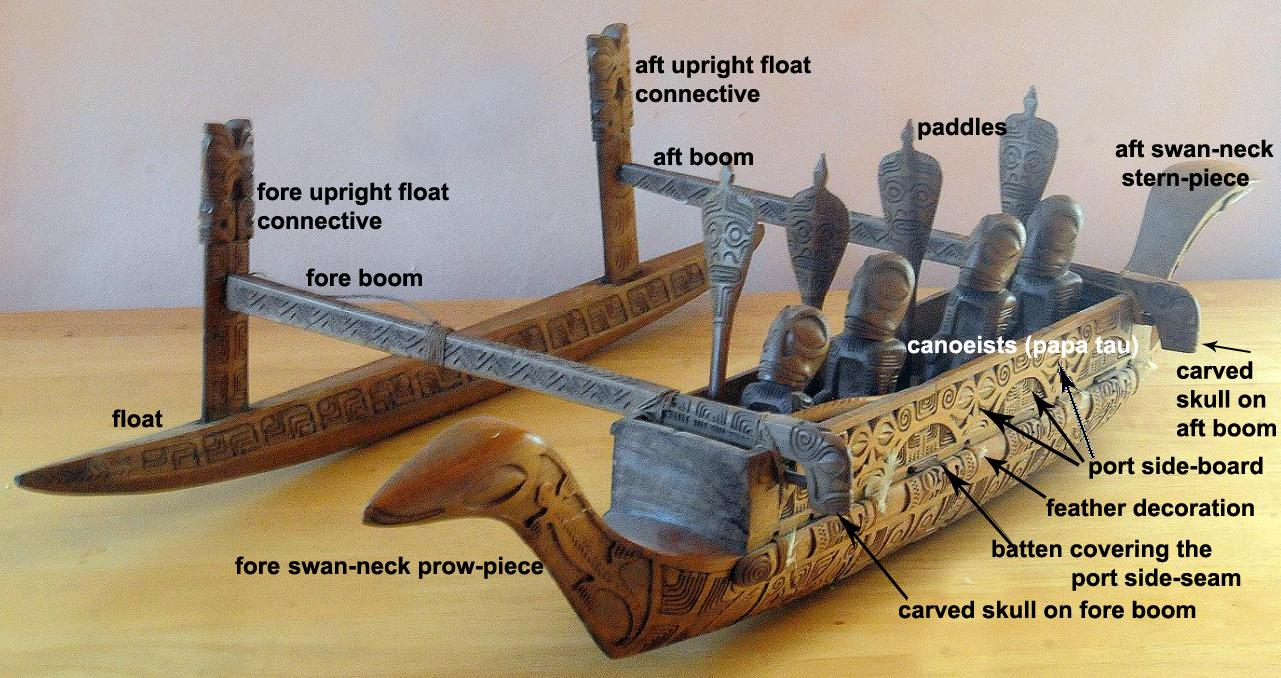 aft upright float
connective
paddles
aft boom
aft swan-neck
stern-piece
fore upright float
connective
fore boom
canoeists (papa tau)
carved
skull on
aft boom
float
port side-board
feather decoration
batten covering the
port side-seam
fore swan-neck prow-piece
carved skull on fore boom